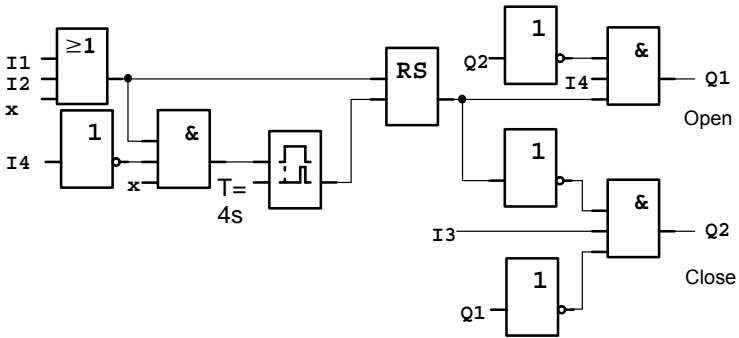 I1
I2
x
≥1
I4
1
x
&
T=
4s
RS
Q2
1
I4
&
Q1
Open
1
I3
Q1
1
&
Q2
Close